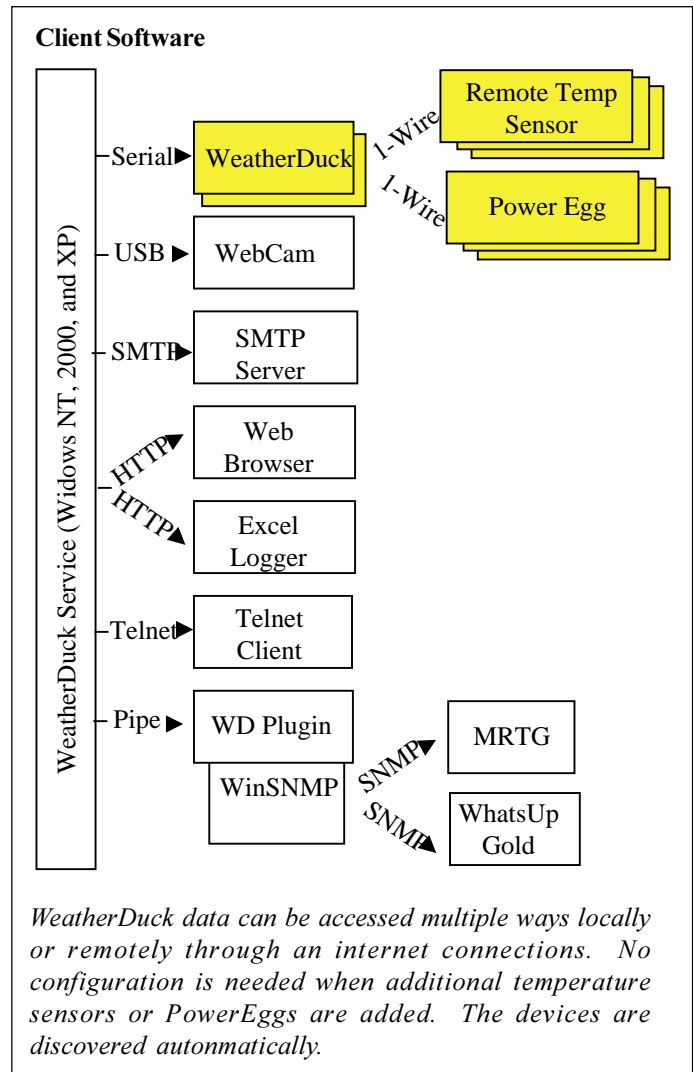 Client Software
WeatherDuck Service (Widows NT, 2000, and XP)
Serial
WeatherDuck
1-Wire
Remote Temp
Sensor
1-Wire
Power Egg
USB
WebCam
SMTP
SMTP
Server
HTTP
Web
Browser
HTTP
Excel
Logger
Telnet
Telnet
Client
Pipe
WD Plugin
WinSNMP
SNMP
MRTG
SNMP
WhatsUp
Gold
WeatherDuck data can be accessed multiple ways locally
or remotely through an internet connections. No
configuration is needed when additional temperature
sensors or PowerEggs are added. The devices are
discovered autonmatically.